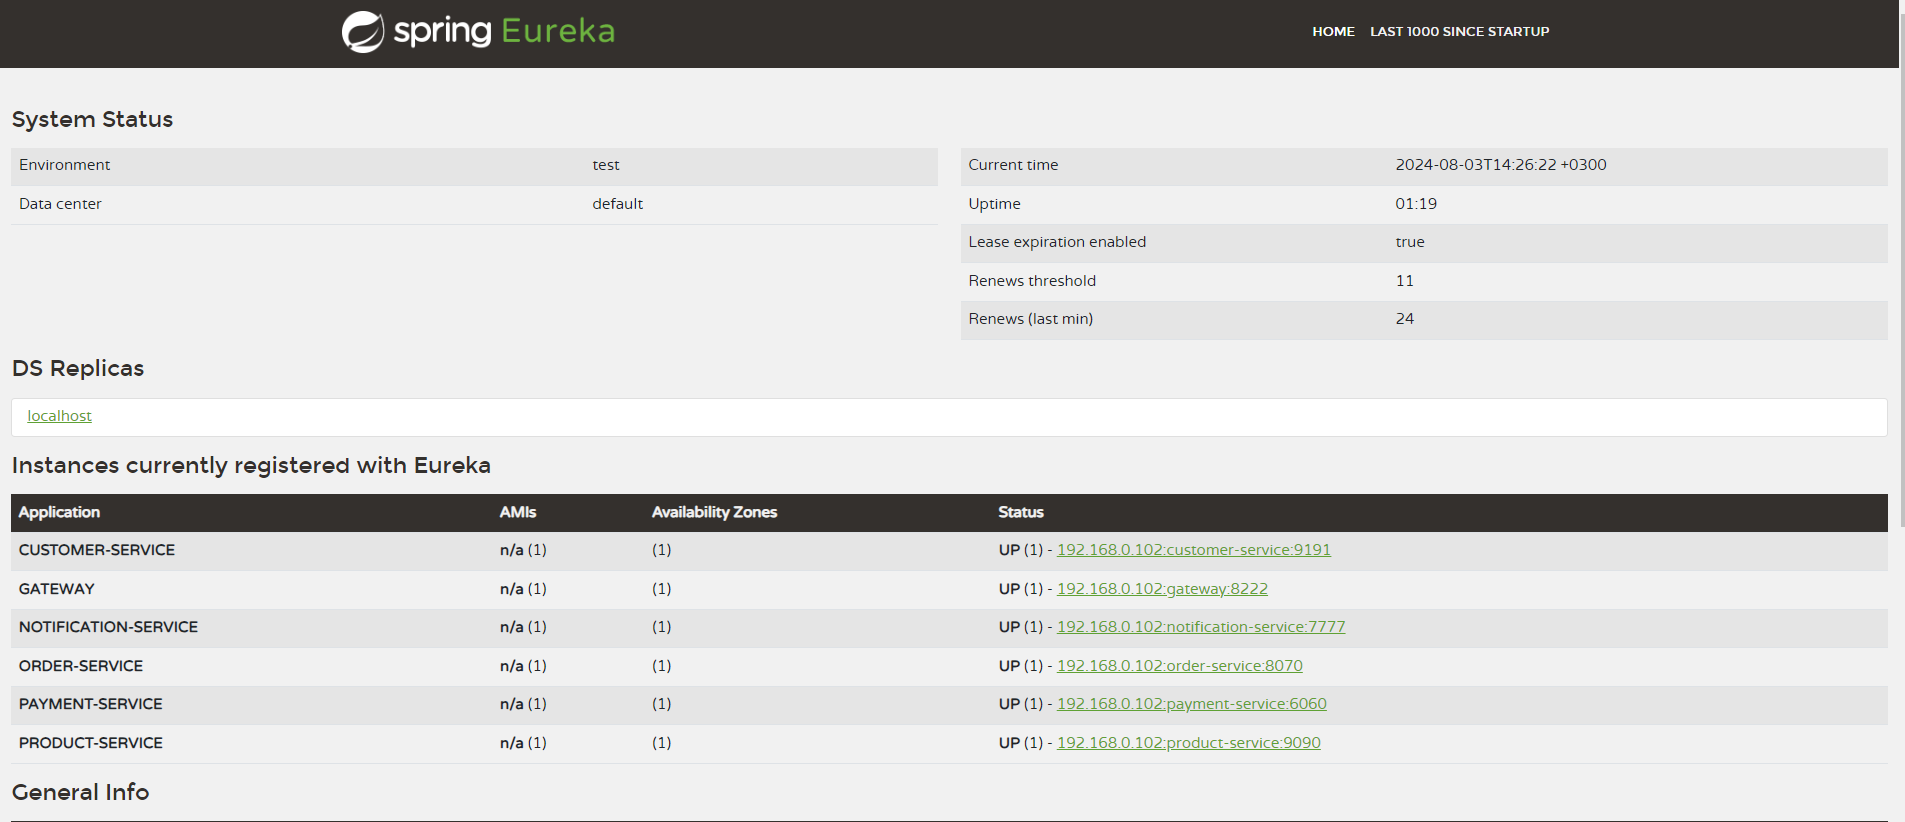 spring Eureka
HOME LAST 1000 SINCE STARTUP
System Status
Environment test
Data center default
Current time 2024-08-03T14:26:22 +0300
Uptime 01:19
Lease expiration enabled true
Renews threshold 11
Renews (last min) 24
DS Replicas
localhost
Instances currently registered with Eureka
Application AMIs Availability Zones Status
CUSTOMER-SERVICE n/a (1) (1) UP (1) - 192.168.0.102:customer-service:9191
GATEWAY n/a (1) (1) UP (1) - 192.168.0.102:gateway:8222
NOTIFICATION-SERVICE n/a (1) (1) UP (1) - 192.168.0.102:notification-service:7777
ORDER-SERVICE n/a (1) (1) UP (1) - 192.168.0.102:order-service:8070
PAYMENT-SERVICE n/a (1) (1) UP (1) - 192.168.0.102:payment-service:6060
PRODUCT-SERVICE n/a (1) (1) UP (1) - 192.168.0.102:product-service:9090
General Info